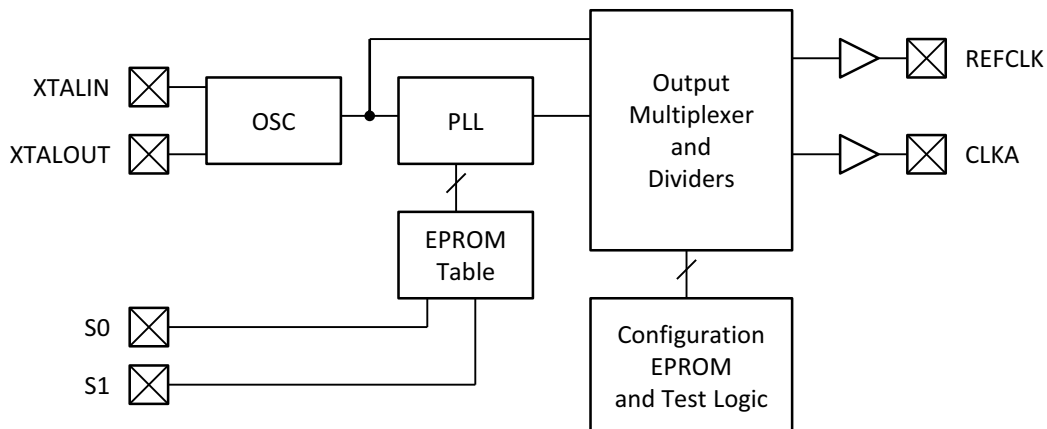 XTALIN
XTALOUT
OSC
PLL
Output
Multiplexer
and
Dividers
REFCLK
CLKA
EPROM
Table
S0
S1
Configuration
EPROM
and Test Logic